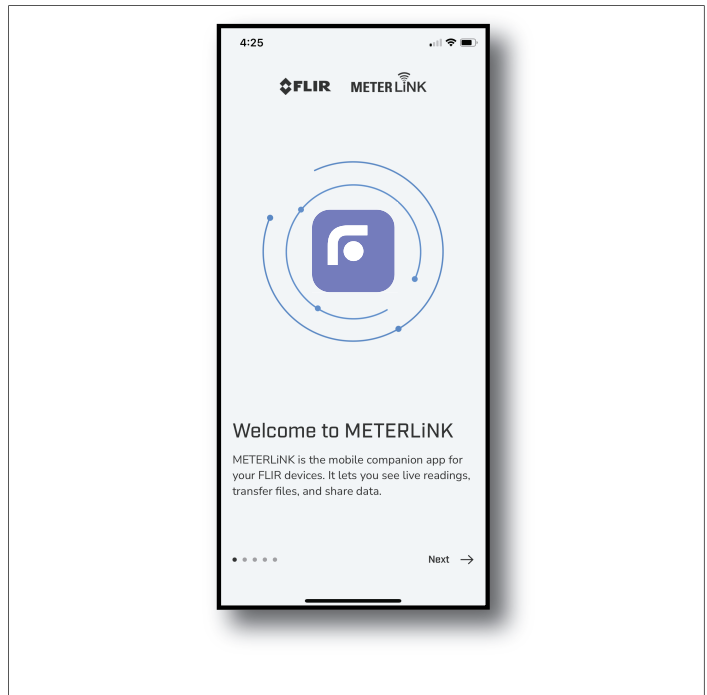 4:25
FLIR METERLiNK
Welcome to METERLiNK
METERLiNK is the mobile companion app for
your FLIR devices. It lets you see live readings,
transfer files, and share data.
Next